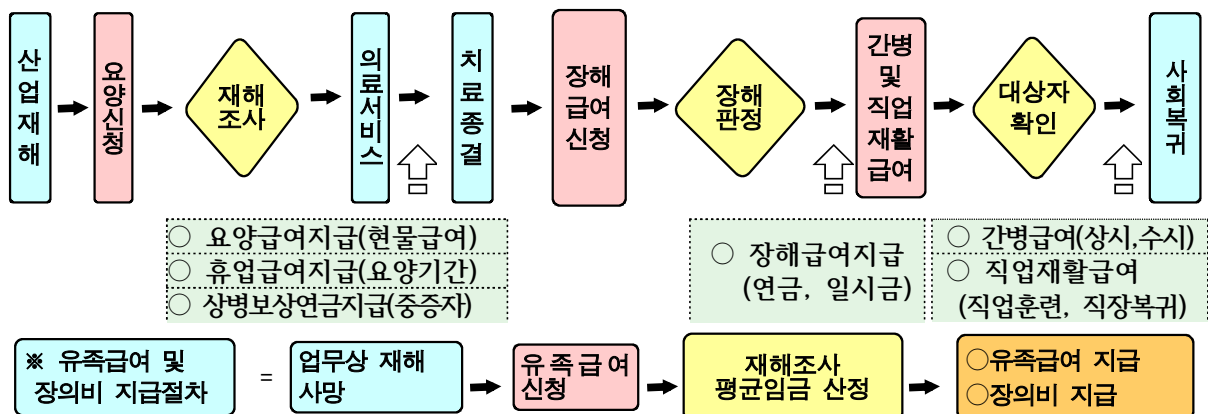 산업재해
요양신청
재해
조사
의료서비스
치료종결
장해
급여
신청
장해
판정
간병
및
직업
재활
급여
대상자
확인
사회복귀
○ 요양급여지급(현물급여)
○ 휴업급여지급(요양기간)
○ 상병보상연금지급(중증자)
○ 장해급여지급
(연금, 일시금)
○ 간병급여(상시,수시)
○ 직업재활급여
(직업훈련, 직장복귀)
※ 유족급여 및
장의비 지급절차
=
업무상 재해
사망
유족급여
신청
재해조사
평균임금 산정
○유족급여 지급
○장의비 지급